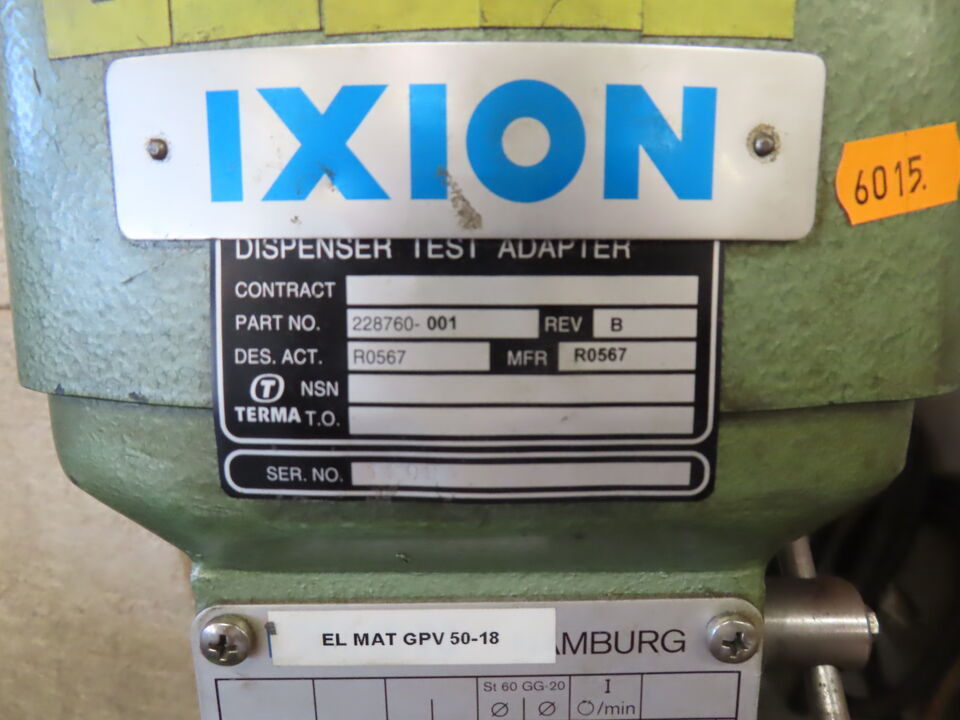 IXION
6015.
DISPENSER TEST ADAPTER
CONTRACT
PART NO. 228760-001 REV B
DES. ACT. R0567 MFR R0567
T NSN
TERMA T.O.
SER. NO.
EL MAT GPV 50-18 AMBURG
St 60 GG-20 I
Ø Ø /min